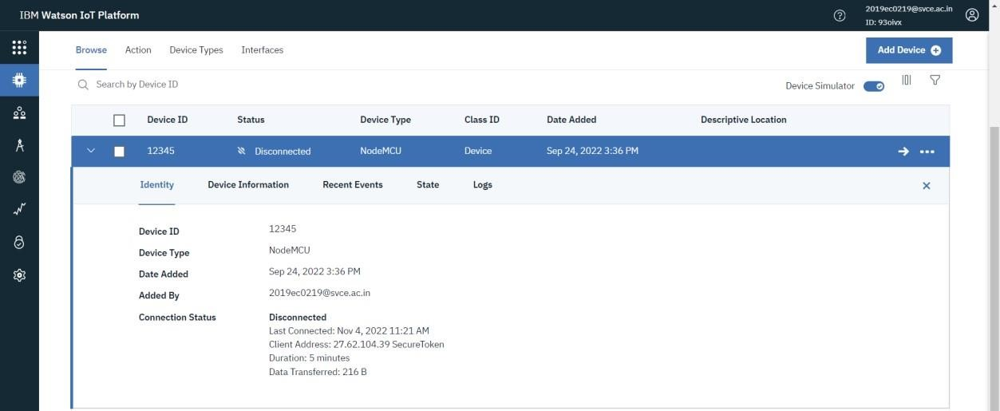 IBM Watson IoT Platform
2019ec0219@svce.ac.in
ID: 93oivx
Browse Action Device Types Interfaces
Add Device
Search by Device ID
Device Simulator
Device ID Status Device Type Class ID Date Added Descriptive Location
12345 Disconnected NodeMCU Device Sep 24, 2022 3:36 PM
Identity Device Information Recent Events State Logs
Device ID 12345
Device Type NodeMCU
Date Added Sep 24, 2022 3:36 PM
Added By 2019ec0219@svce.ac.in
Connection Status Disconnected
Last Connected: Nov 4, 2022 11:21 AM
Client Address: 27.62.104.39 SecureToken
Duration: 5 minutes
Data Transferred: 216 B